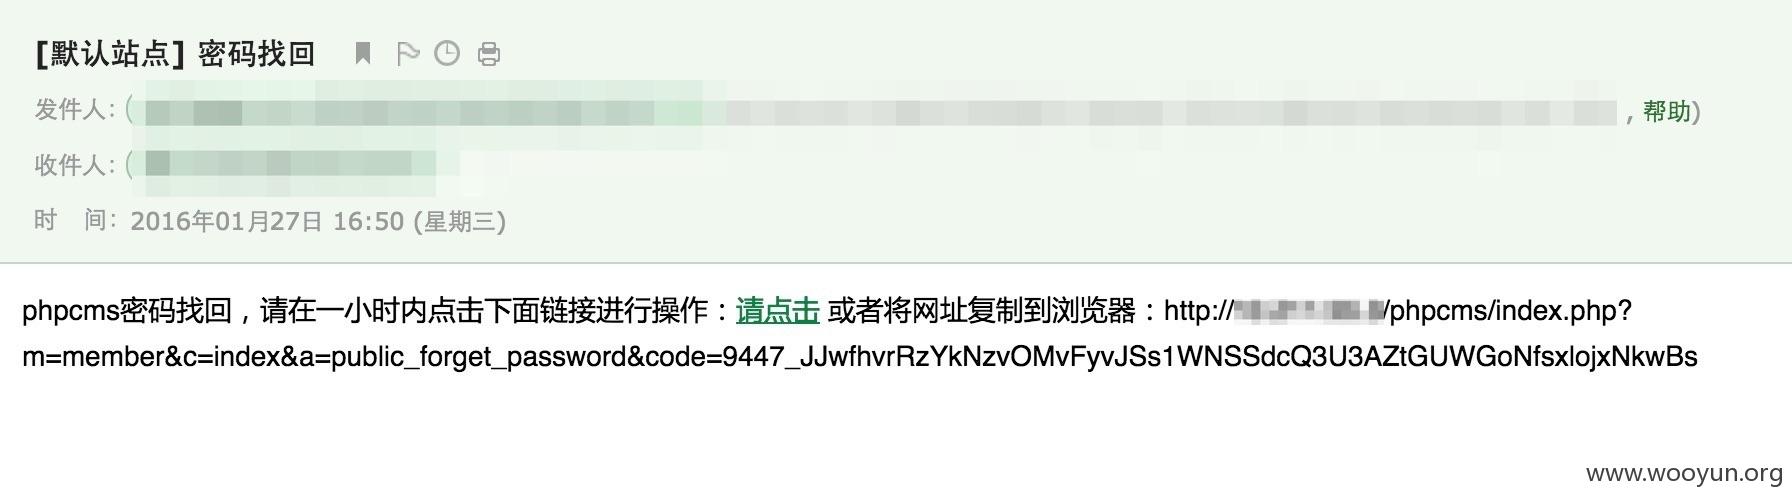 [默认站点] 密码找回
发件人：( , 帮助)
收件人：(
时 间：2016年01月27日 16:50 (星期三)
phpcms密码找回，请在一小时内点击下面链接进行操作：请点击 或者将网址复制到浏览器：http:///phpcms/index.php?
m=member&c=index&a=public_forget_password&code=9447_JJwfhvrRzYkNzvOMvFyvJSs1WNSSdcQ3U3AZtGUWGoNfsxlojxNkwBs
www.wooyun.org